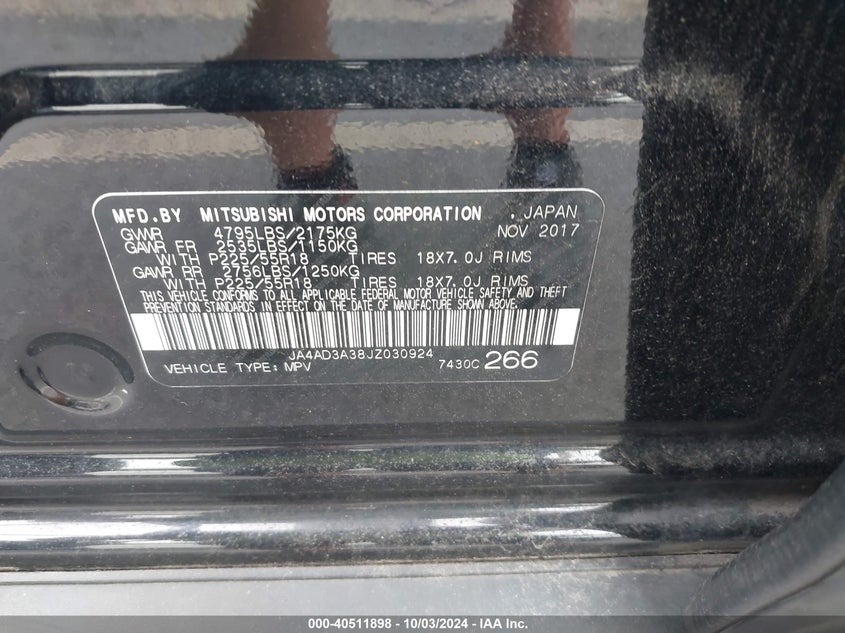 MFD.BY MITSUBISHI MOTORS CORPORATION , JAPAN
GVWR 4795LBS/2175KG NOV 2017
GAWR FR 2535LBS/1150KG
WITH P225/55R18 TIRES 18X7.0J RIMS
GAWR RR 2756LBS/1250KG
WITH P225/55R18 TIRES 18X7.0J RIMS
THIS VEHICLE CONFORMS TO ALL APPLICABLE FEDERAL MOTOR VEHICLE SAFETY AND THEFT
PREVENTION STANDARDS IN EFFECT ON THE DATE OF MANUFACTURE SHOWN ABOVE.
JA4AD3A38JZ030924
VEHICLE TYPE: MPV 7430C 266
000-40511898 - 10/03/2024 - IAA Inc.